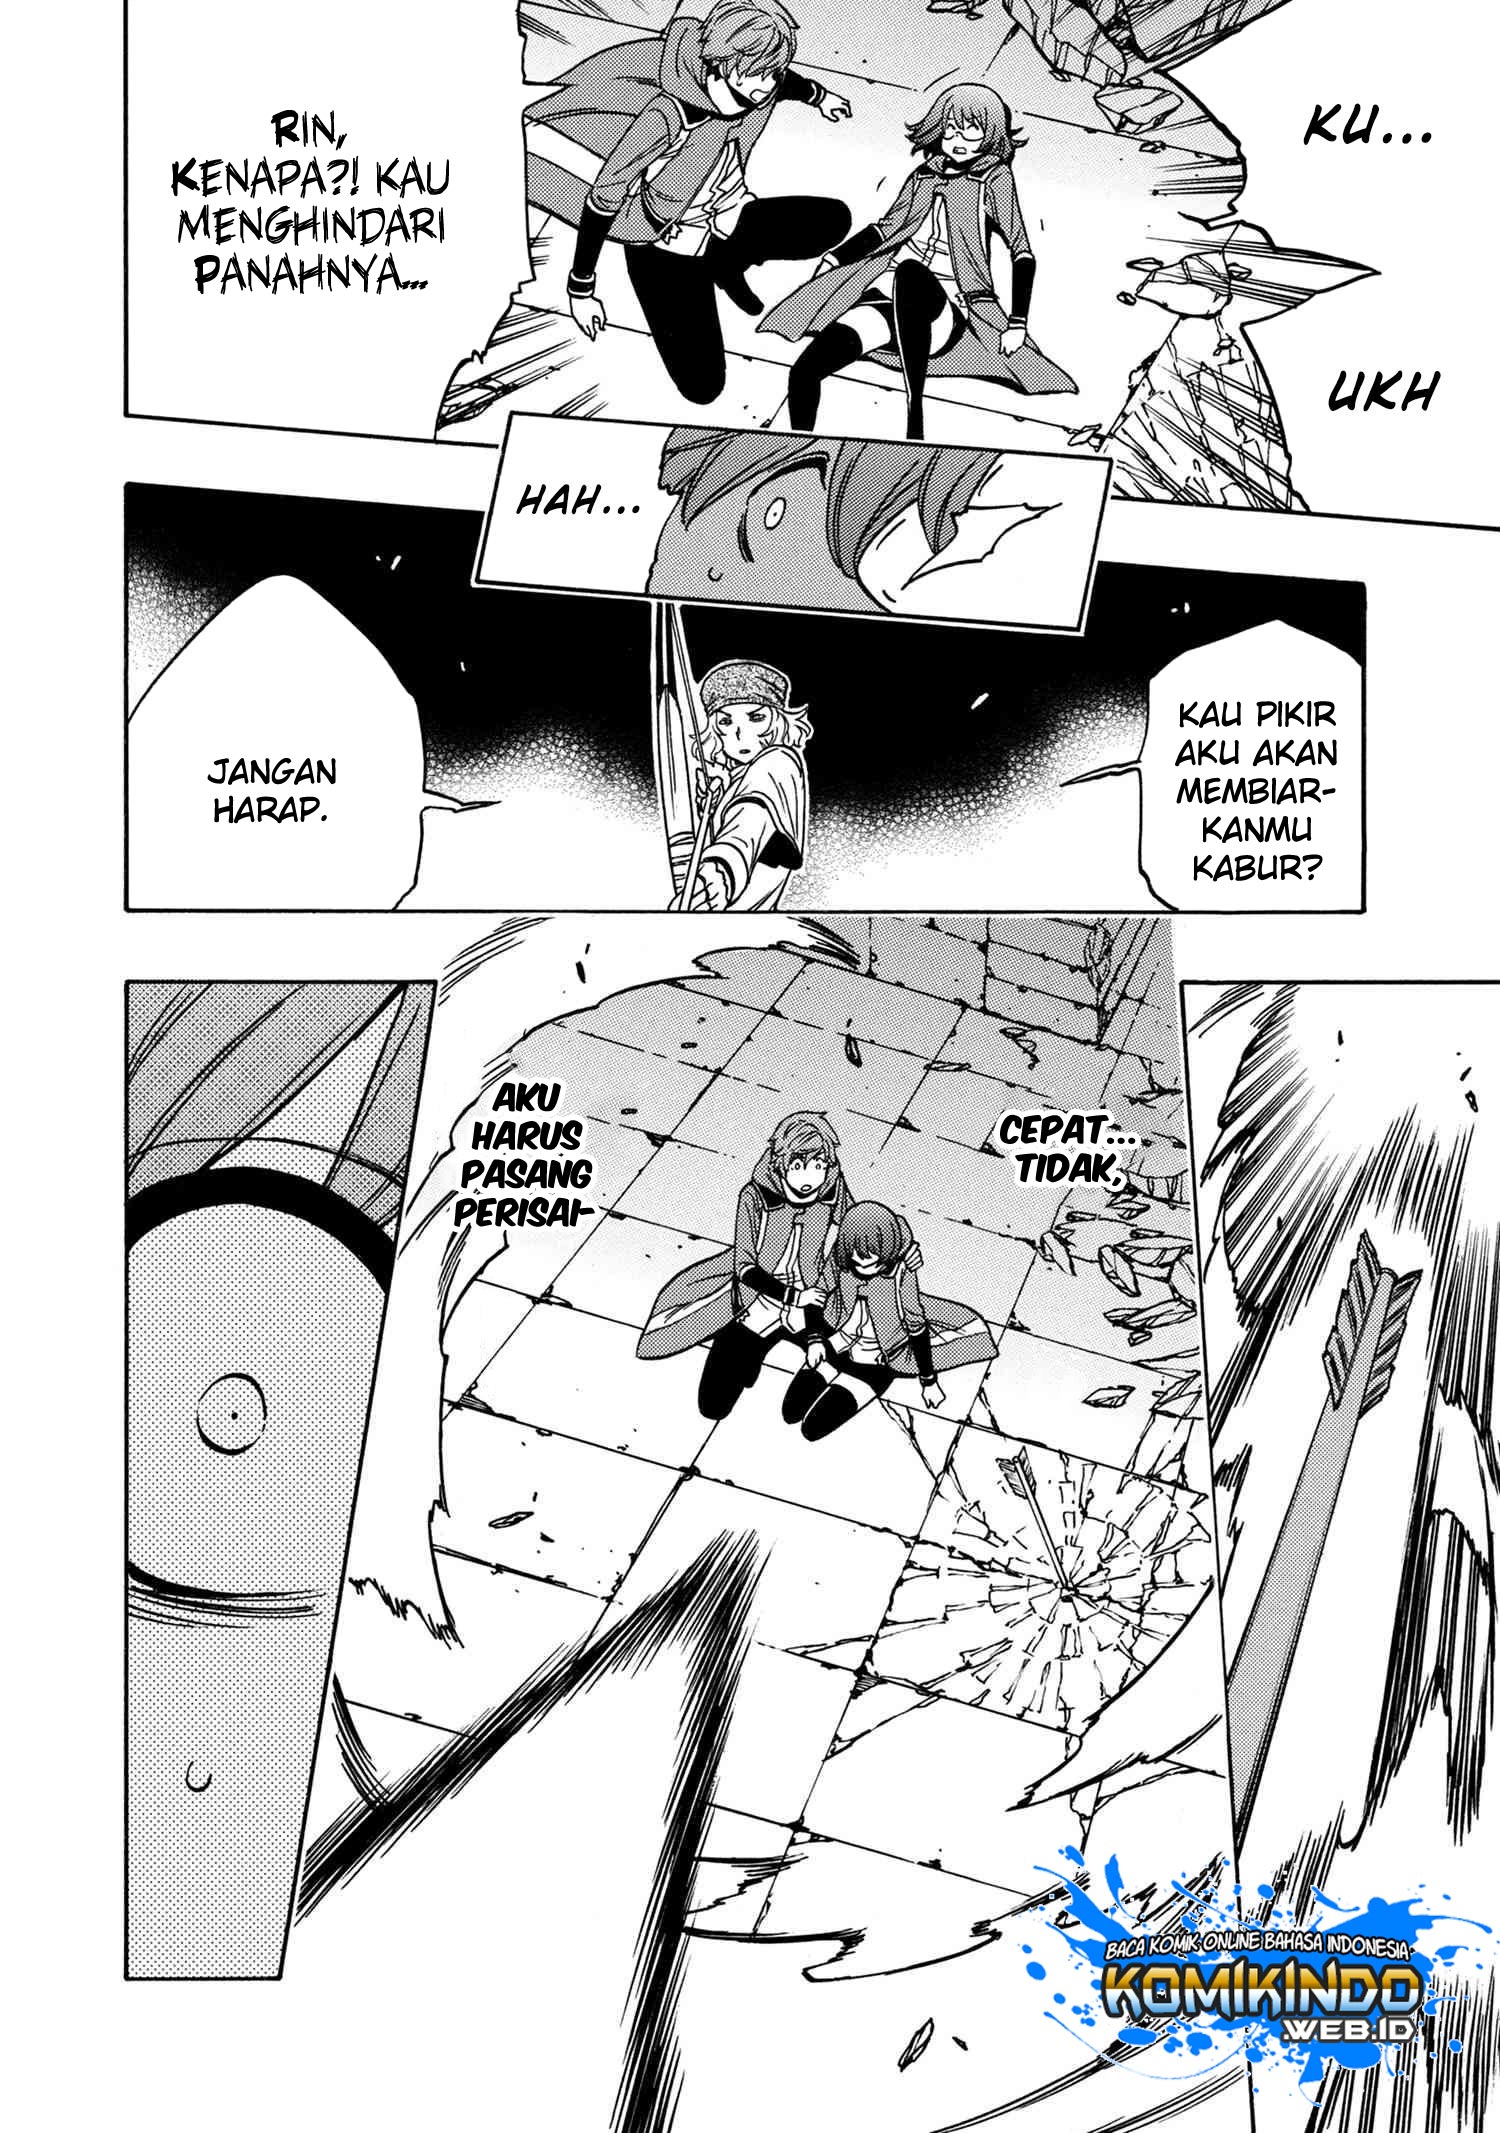 KU...
UKH
RIN,
KENAPA?! KAU
MENGHINDARI
PANAHNYA...
HAH...
KAU PIKIR
AKU AKAN
MEMBIAR-
KANMU
KABUR?
JANGAN
HARAP.
CEPAT...
TIDAK,
AKU
HARUS
PASANG
PERISAI-
BACA KOMIK ONLINE BAHASA INDONESIA
KOMIKINDO
WEB.ID